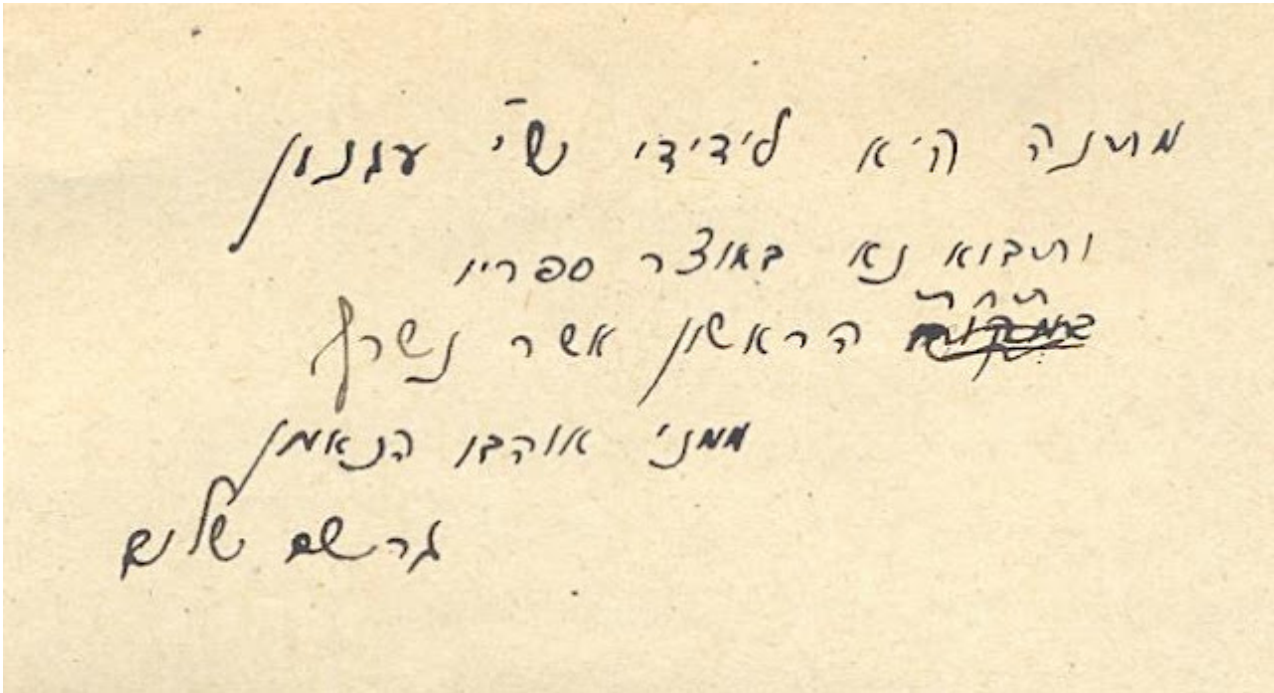 מתנה היא לידידי ש״י עגנון
ותבוא נא באוצר ספריו
תחת
הראשון אשר נשרף
ממני אוהבו הנאמן
גרשם שלום